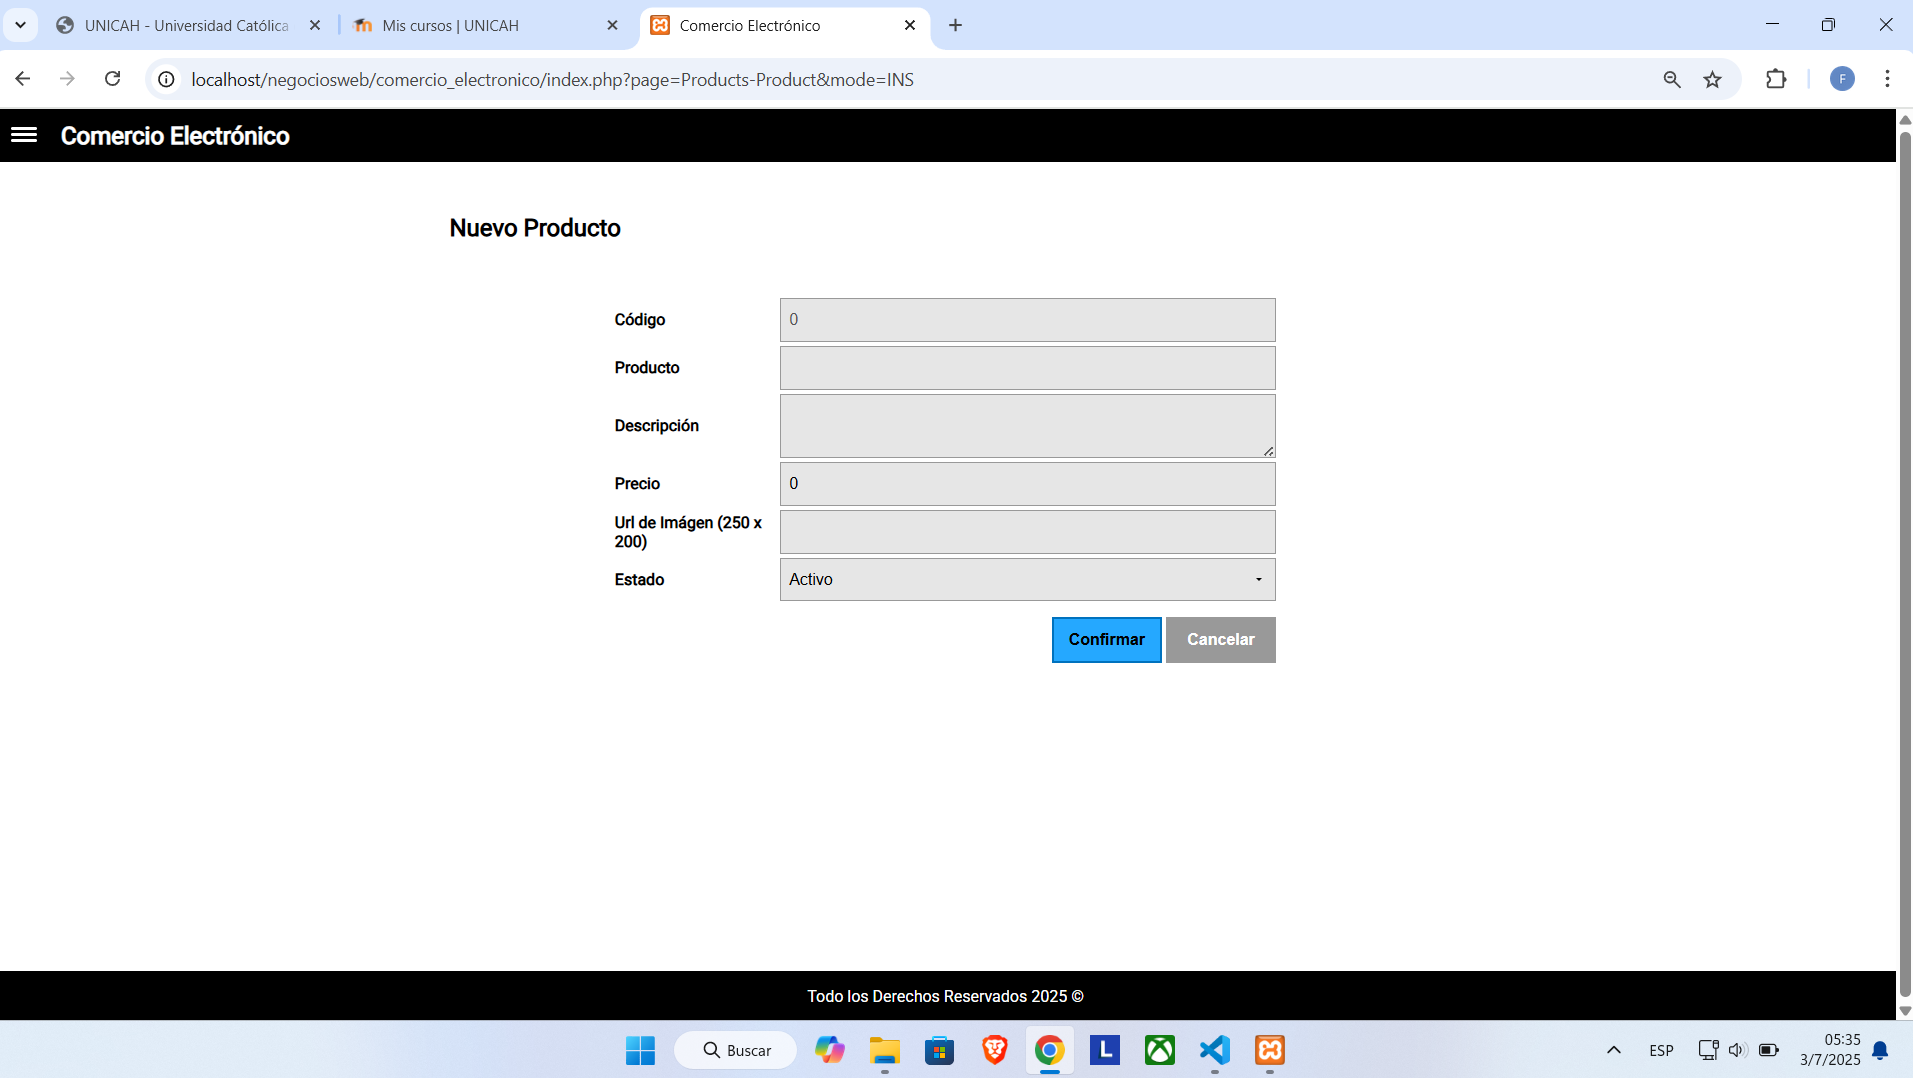 UNICAH - Universidad Católica
Mis cursos | UNICAH
Comercio Electrónico
localhost/negociosweb/comercio_electronico/index.php?page=Products-Product&mode=INS
F
Comercio Electrónico
Nuevo Producto
Código
0
Producto
Descripción
Precio
0
Url de Imágen (250 x
200)
Estado
Activo
Confirmar
Cancelar
Todo los Derechos Reservados 2025 ©
Buscar
L
ESP
05:35
3/7/2025